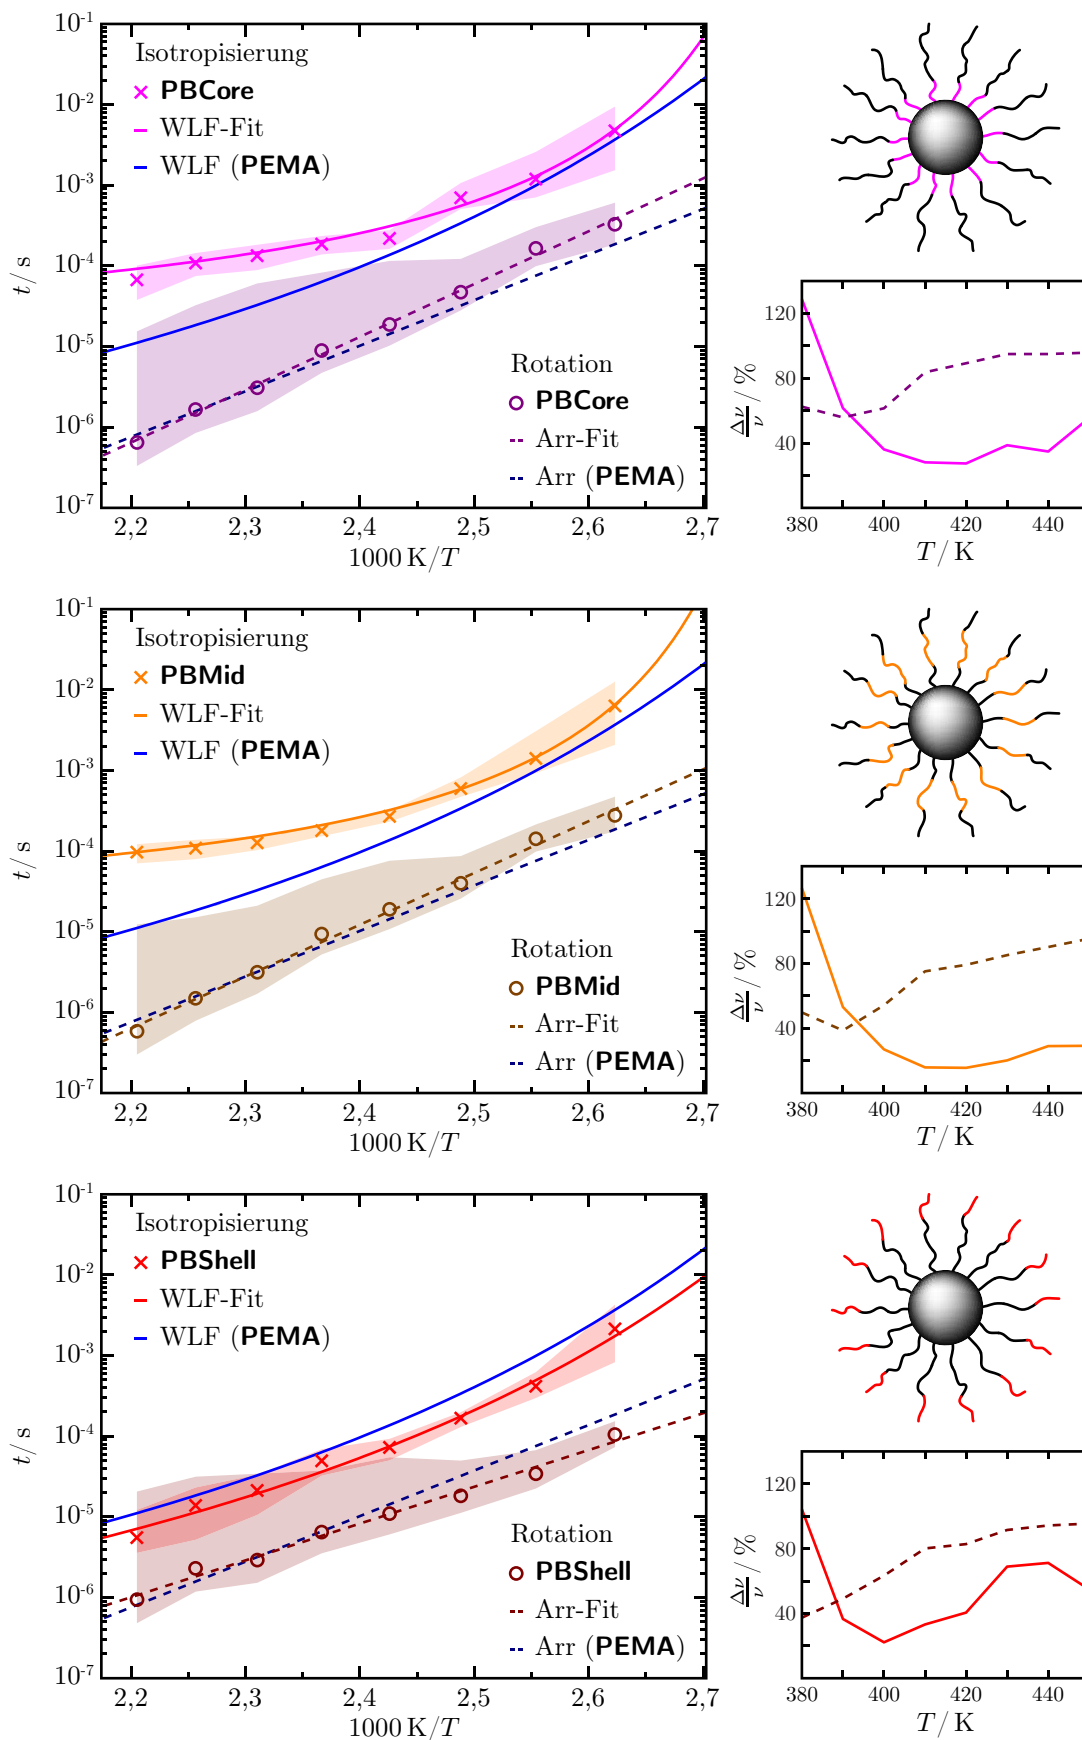 10^-1
10^-2
10^-3
10^-4
10^-5
10^-6
10^-7
t/ s
Isotropisierung
PBCore
WLF-Fit
WLF (PEMA)
Rotation
PBCore
Arr-Fit
Arr (PEMA)
2,2 2,3 2,4 2,5 2,6 2,7
1000 K/T
120
80
40
Δν/ν / %
380 400 420 440
T/ K
10^-1
10^-2
10^-3
10^-4
10^-5
10^-6
10^-7
t/ s
Isotropisierung
PBMid
WLF-Fit
WLF (PEMA)
Rotation
PBMid
Arr-Fit
Arr (PEMA)
2,2 2,3 2,4 2,5 2,6 2,7
1000 K/T
120
80
40
Δν/ν / %
380 400 420 440
T/ K
10^-1
10^-2
10^-3
10^-4
10^-5
10^-6
10^-7
t/ s
Isotropisierung
PBShell
WLF-Fit
WLF (PEMA)
Rotation
PBShell
Arr-Fit
Arr (PEMA)
2,2 2,3 2,4 2,5 2,6 2,7
1000 K/T
120
80
40
Δν/ν / %
380 400 420 440
T/ K